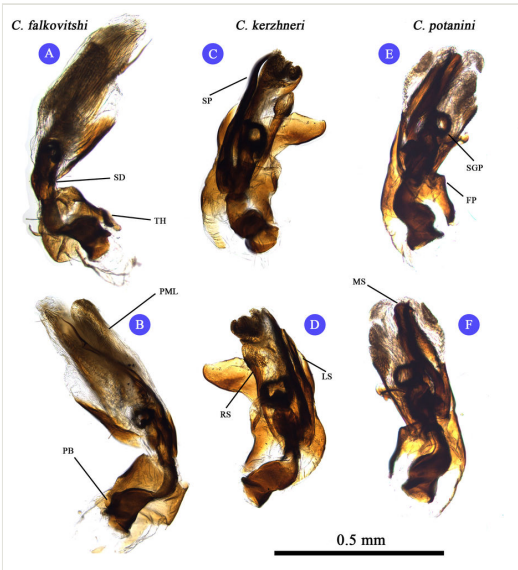 C. falkovitshi C. kerzhneri C. potanini
A C E
SP
SGP
SD
FP
TH
PML MS
B D F
LS
RS
PB
0.5 mm